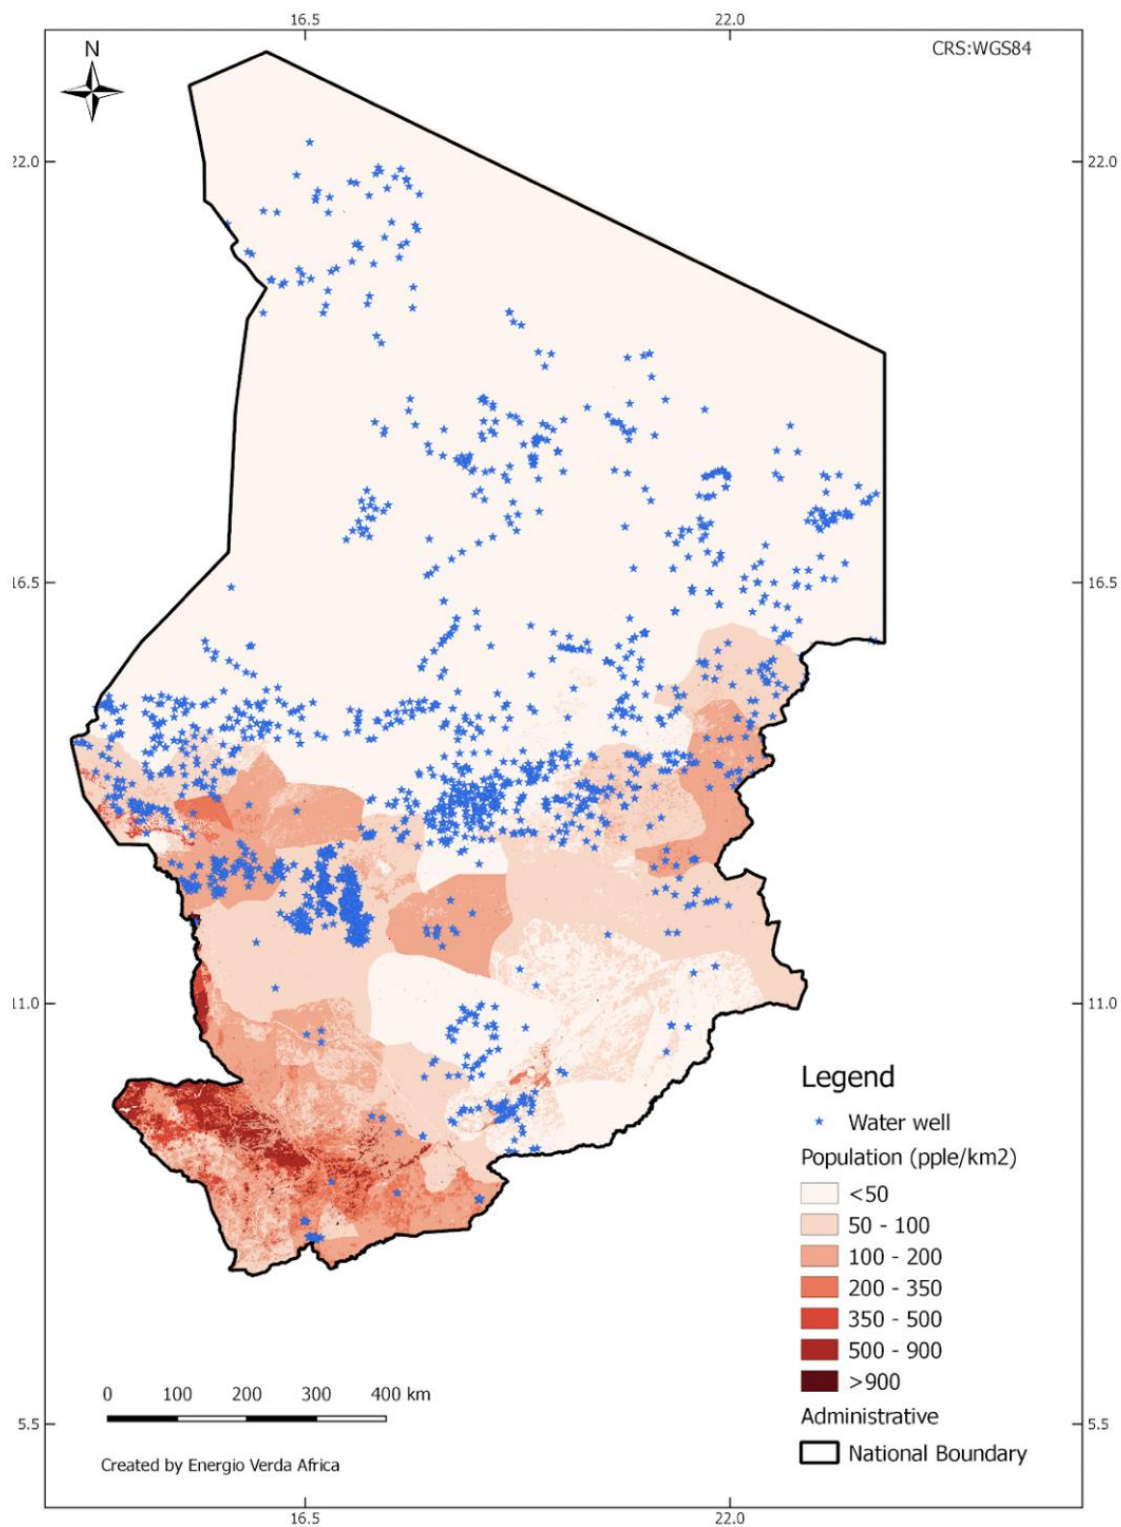 16.5
22.0
N
CRS:WGS84
22.0
22.0
16.5
16.5
11.0
11.0
Legend
Water well
Population (pple/km2)
<50
50 - 100
100 - 200
200 - 350
350 - 500
500 - 900
>900
Administrative
National Boundary
0 100 200 300 400 km
5.5
5.5
Created by Energio Verda Africa
16.5
22.0